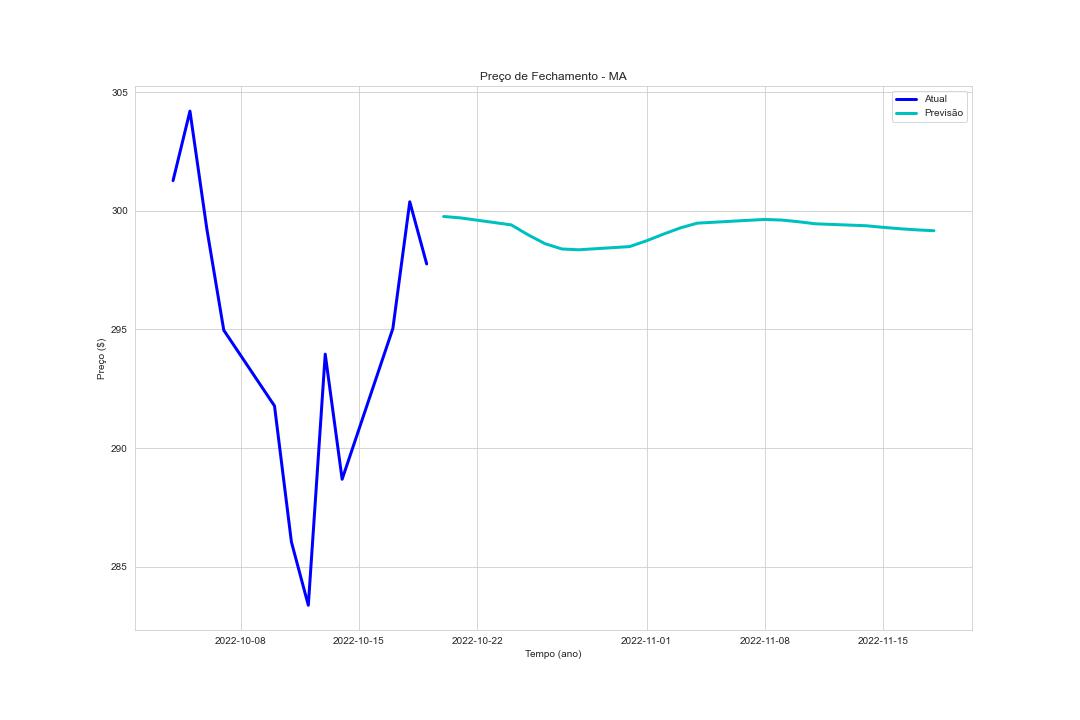 Preço de Fechamento - MA
Atual
Previsão
305
300
295
290
285
Preço ($)
2022-10-08
2022-10-15
2022-10-22
2022-11-01
2022-11-08
2022-11-15
Tempo (ano)